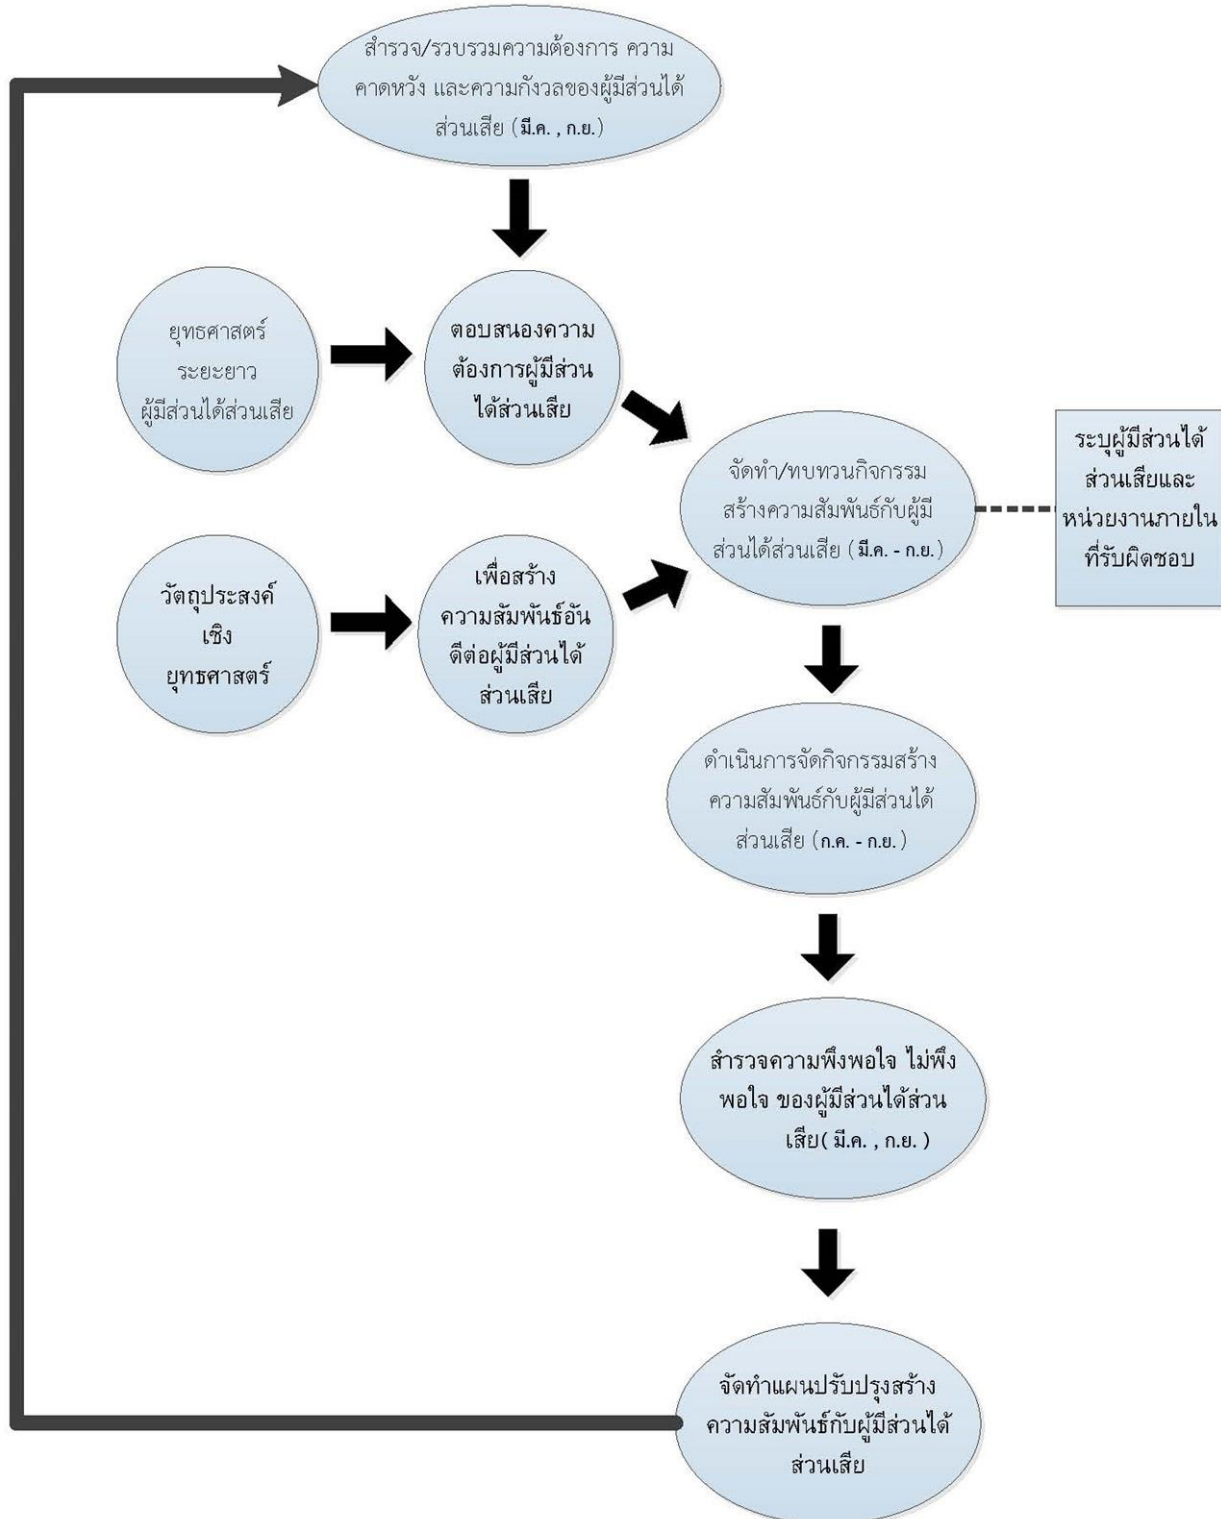 สำรวจ/รวบรวมความต้องการ ความ
คาดหวัง และความกังวลของผู้มีส่วนได้
ส่วนเสีย (มี.ค. , ก.ย.)
ยุทธศาสตร์
ระยะยาว
ผู้มีส่วนได้ส่วนเสีย
ตอบสนองความ
ต้องการผู้มีส่วน
ได้ส่วนเสีย
จัดทำ/ทบทวนกิจกรรม
สร้างความสัมพันธ์กับผู้มี
ส่วนได้ส่วนเสีย (มี.ค. - ก.ย.)
ระบุผู้มีส่วนได้
ส่วนเสียและ
หน่วยงานภายใน
ที่รับผิดชอบ
วัตถุประสงค์
เชิง
ยุทธศาสตร์
เพื่อสร้าง
ความสัมพันธ์อัน
ดีต่อผู้มีส่วนได้
ส่วนเสีย
ดำเนินการจัดกิจกรรมสร้าง
ความสัมพันธ์กับผู้มีส่วนได้
ส่วนเสีย (ก.ค. - ก.ย.)
สำรวจความพึงพอใจ ไม่พึง
พอใจ ของผู้มีส่วนได้ส่วน
เสีย( มี.ค. , ก.ย. )
จัดทำแผนปรับปรุงสร้าง
ความสัมพันธ์กับผู้มีส่วนได้
ส่วนเสีย